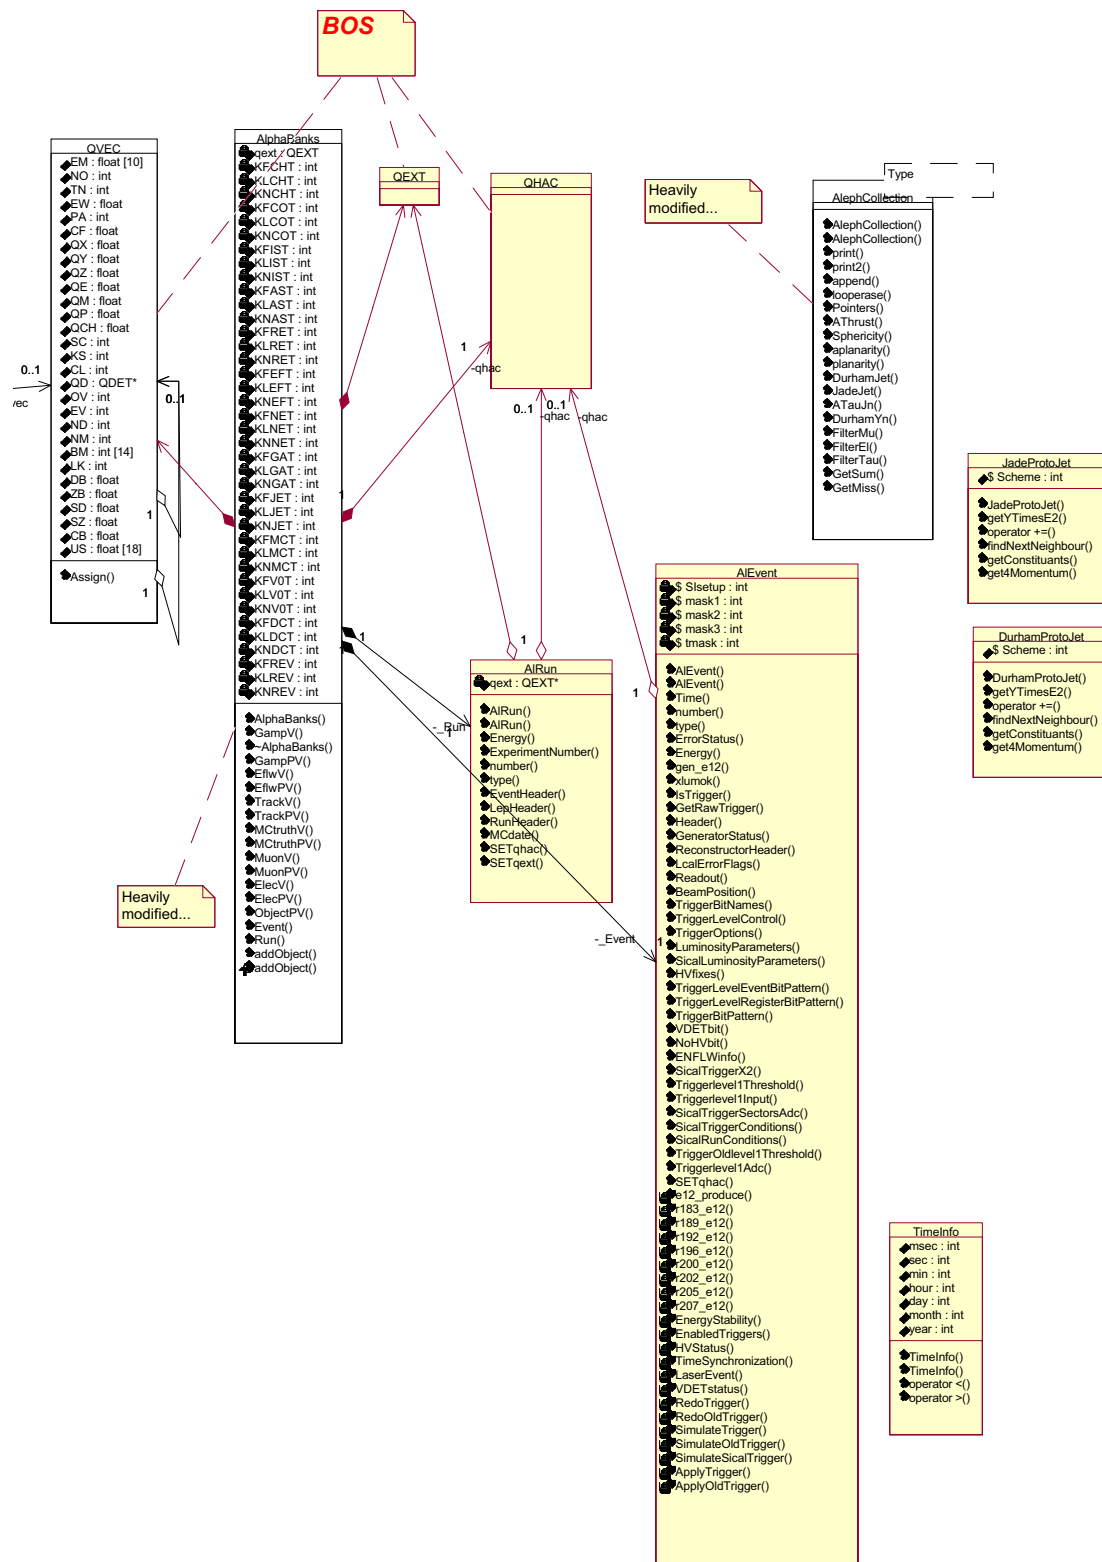 BOS
QVEC
EM : float [10]
NO : int
TN : int
EW : float
PA : int
CF : float
QX : float
QY : float
QZ : float
QE : float
QM : float
QP : float
QCH : float
SC : int
KS : int
CL : int
QD : QDET*
OV : int
EV : int
ND : int
NM : int
BM : int [14]
LK : int
DB : float
ZB : float
SD : float
SZ : float
CB : float
US : float [18]
Assign()
0..1
vec
0..1
1
1
AlphaBanks
qext : QEXT
KFCHT : int
KLCHT : int
KNCHT : int
KFCOT : int
KLCOT : int
KNCOT : int
KFIST : int
KLIST : int
KNIST : int
KFAST : int
KLAST : int
KNAST : int
KFRET : int
KLRET : int
KNRET : int
KFEFT : int
KLEFT : int
KNEFT : int
KFNET : int
KLNET : int
KNNET : int
KFGAT : int
KLGAT : int
KNGAT : int
KFJET : int
KLJET : int
KNJET : int
KFMCT : int
KLMCT : int
KNMCT : int
KFV0T : int
KLV0T : int
KNV0T : int
KFDCT : int
KLDCT : int
KNDCT : int
KFREV : int
KLREV : int
KNREV : int
AlphaBanks()
GampV()
~AlphaBanks()
GampPV()
EflwV()
EflwPV()
TrackV()
TrackPV()
MCtruthV()
MCtruthPV()
MuonV()
MuonPV()
ElecV()
ElecPV()
ObjectPV()
Event()
Run()
addObject()
addObject()
Heavily
modified...
QEXT
QHAC
1
-qhac
1
0..1
-qhac
0..1
-qhac
1
1
1
-_Run
1
-_Event
1
AlRun
qext : QEXT*
AlRun()
AlRun()
Energy()
ExperimentNumber()
number()
type()
EventHeader()
LepHeader()
RunHeader()
MCdate()
SETqhac()
SETqext()
Heavily
modified...
Type
AlephCollection
AlephCollection()
AlephCollection()
print()
print2()
append()
looperase()
Pointers()
AThrust()
Sphericity()
aplanarity()
planarity()
DurhamJet()
JadeJet()
ATauJn()
DurhamYn()
FilterMu()
FilterEl()
FilterTau()
GetSum()
GetMiss()
AlEvent
$ SIsetup : int
$ mask1 : int
$ mask2 : int
$ mask3 : int
$ tmask : int
AlEvent()
AlEvent()
Time()
number()
type()
ErrorStatus()
Energy()
gen_e12()
xlumok()
IsTrigger()
GetRawTrigger()
Header()
GeneratorStatus()
ReconstructorHeader()
LcalErrorFlags()
Readout()
BeamPosition()
TriggerBitNames()
TriggerLevelControl()
TriggerOptions()
LuminosityParameters()
SicalLuminosityParameters()
HVfixes()
TriggerLevelEventBitPattern()
TriggerLevelRegisterBitPattern()
TriggerBitPattern()
VDETbit()
NoHVbit()
ENFLWinfo()
SicalTriggerX2()
Triggerlevel1Threshold()
Triggerlevel1Input()
SicalTriggerSectorsAdc()
SicalTriggerConditions()
SicalRunConditions()
TriggerOldlevel1Threshold()
Triggerlevel1Adc()
SETqhac()
e12_produce()
r183_e12()
r189_e12()
r192_e12()
r196_e12()
r200_e12()
r202_e12()
r205_e12()
r207_e12()
EnergyStability()
EnabledTriggers()
HVStatus()
TimeSynchronization()
LaserEvent()
VDETstatus()
RedoTrigger()
RedoOldTrigger()
SimulateTrigger()
SimulateOldTrigger()
SimulateSicalTrigger()
ApplyTrigger()
ApplyOldTrigger()
JadeProtoJet
$ Scheme : int
JadeProtoJet()
getYTimesE2()
operator +=()
findNextNeighbour()
getConstituants()
get4Momentum()
DurhamProtoJet
$ Scheme : int
DurhamProtoJet()
getYTimesE2()
operator +=()
findNextNeighbour()
getConstituants()
get4Momentum()
TimeInfo
msec : int
sec : int
min : int
hour : int
day : int
month : int
year : int
TimeInfo()
TimeInfo()
operator <()
operator >()